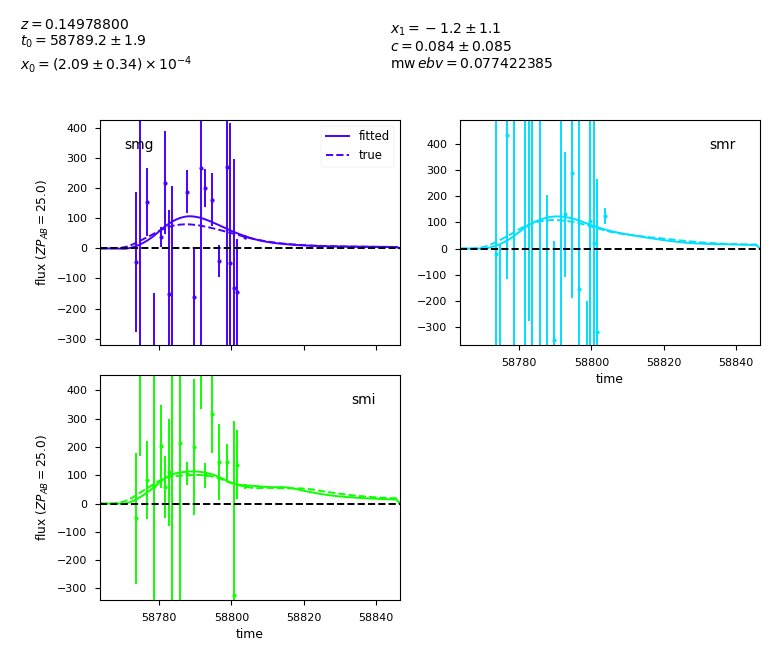 z = 0.14978800
t₀ = 58789.2 ± 1.9
x₀ = (2.09 ± 0.34) × 10⁻⁴
x₁ = −1.2 ± 1.1
c = 0.084 ± 0.085
mw ebv = 0.077422385
smg
fitted
true
400
300
200
100
0
−100
−200
−300
flux (ZP_AB = 25.0)
smr
400
300
200
100
0
−100
−200
−300
58780
58800
58820
58840
time
smi
400
300
200
100
0
−100
−200
−300
flux (ZP_AB = 25.0)
58780
58800
58820
58840
time